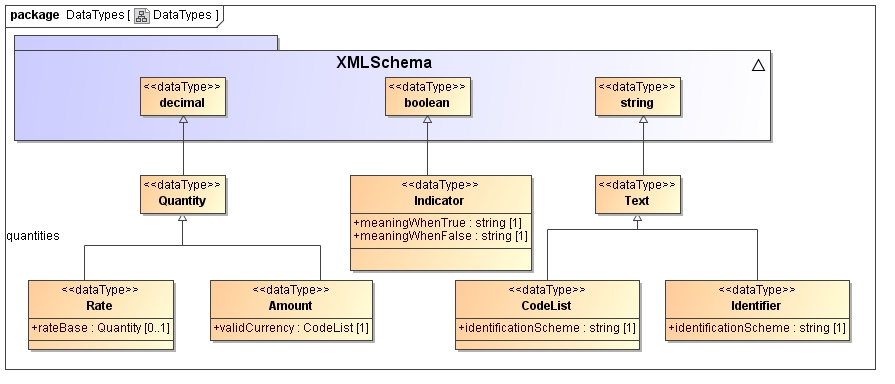 package DataTypes [ DataTypes ]
XMLSchema
<<dataType>>
decimal
<<dataType>>
boolean
<<dataType>>
string
<<dataType>>
Quantity
<<dataType>>
Indicator
+meaningWhenTrue : string [1]
+meaningWhenFalse : string [1]
<<dataType>>
Text
quantities
<<dataType>>
Rate
+rateBase : Quantity [0..1]
<<dataType>>
Amount
+validCurrency : CodeList [1]
<<dataType>>
CodeList
+identificationScheme : string [1]
<<dataType>>
Identifier
+identificationScheme : string [1]